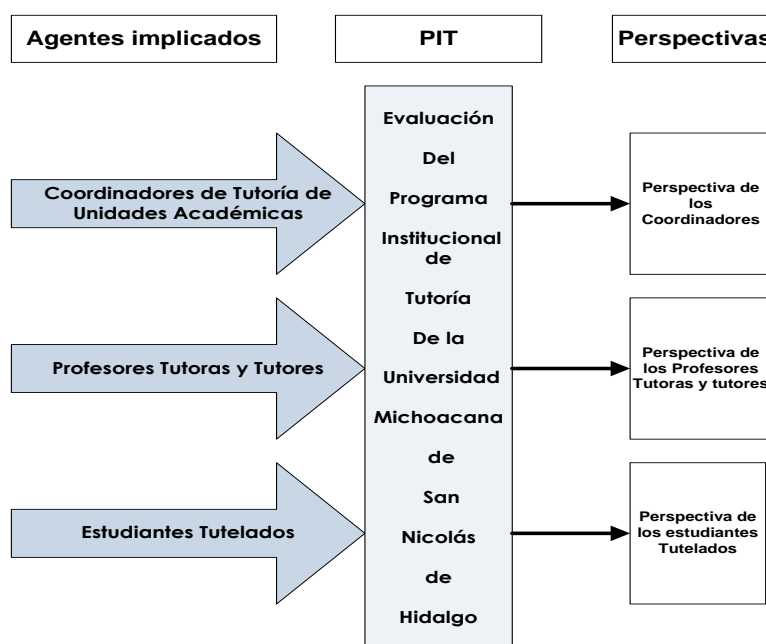 Agentes implicados
PIT
Perspectivas
Coordinadores de Tutoría de
Unidades Académicas
Profesores Tutoras y Tutores
Estudiantes Tutelados
Evaluación
Del
Programa
Institucional
de
Tutoría
De la
Universidad
Michoacana
de
San
Nicolás
de
Hidalgo
Perspectiva de
los
Coordinadores
Perspectiva de
los Profesores
Tutoras y tutores
Perspectiva de
los estudiantes
Tutelados